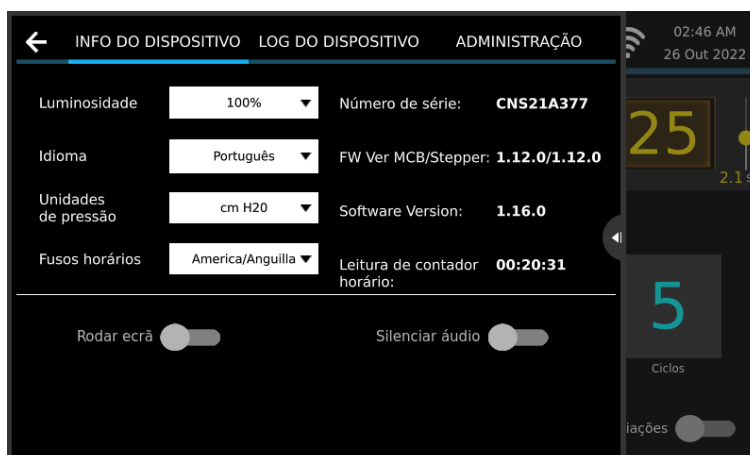 INFO DO DISPOSITIVO LOG DO DISPOSITIVO ADMINISTRAÇÃO
02:46 AM
26 Out 2022
Luminosidade 100% Número de série: CNS21A377
Idioma Português FW Ver MCB/Stepper: 1.12.0/1.12.0
Unidades
de pressão cm H20 Software Version: 1.16.0
Fusos horários America/Anguilla Leitura de contador
horário: 00:20:31
Rodar ecrã Silenciar áudio
25
2.1 s
5
Ciclos
iações